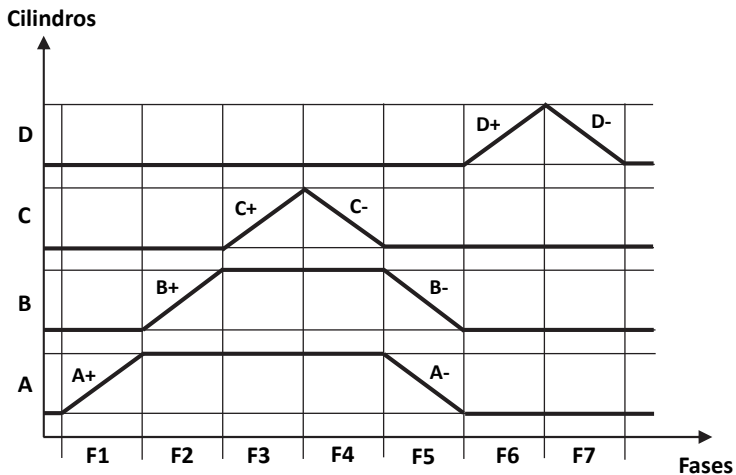 Cilindros
D
D+
D-
C
C+
C-
B
B+
B-
A
A+
A-
F1 F2 F3 F4 F5 F6 F7
Fases